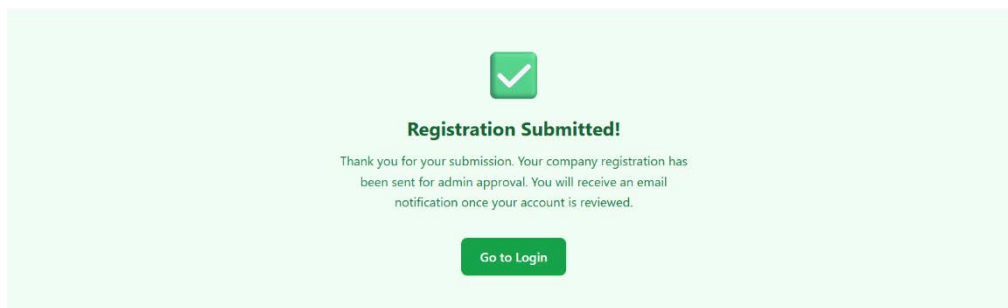 Registration Submitted!
Thank you for your submission. Your company registration has
been sent for admin approval. You will receive an email
notification once your account is reviewed.
Go to Login